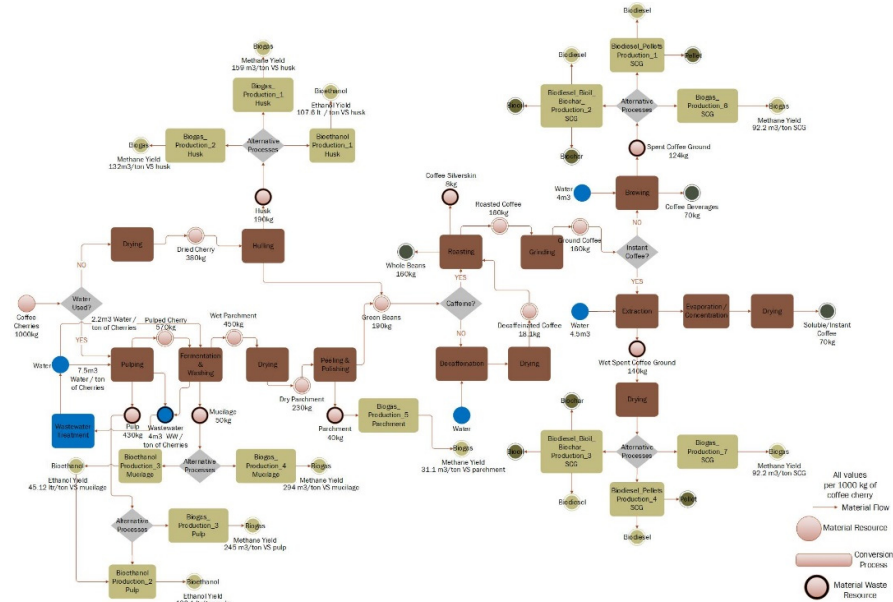 Biodiesel
Biodiesel_Pellets
Production_1
SCG
Pellet
Biodiesel
Biodiesel_Bioil_
Biochar_
Production_2
SCG
Biooil
Biochar
Alternative
Processes
Biogas_
Production_6
SCG
Biogas
Methane Yield
92.2 m3/ton SCG
Spent Coffee Ground
124kg
Water
4m3
Brewing
Coffee Beverages
70kg
NO
Instant
Coffee?
YES
Biogas
Methane Yield
159 m3/ton VS husk
Biogas_
Production_1
Husk
Bioethanol
Ethanol Yield
107.6 lt / ton VS husk
Biogas
Methane Yield
132m3/ton VS husk
Biogas_
Production_2
Husk
Alternative
Processes
Bioethanol
Production_1
Husk
Husk
190kg
Drying
Dried Cherry
380kg
Hulling
NO
Water
Used?
YES
Coffee
Cherries
1000kg
2.2m3 Water /
ton of Cherries
Pulped Cherry
570kg
Wet Parchment
450kg
Water
7.5m3
Water / ton
of Cherries
Pulping
Fermentation
& Washing
Drying
Dry Parchment
230kg
Peeling &
Polishing
Green Beans
190kg
Wastewater
Treatment
Pulp
430kg
Wastewater
4m3 WW /
ton of Cherries
Mucilage
50kg
Parchment
40kg
Biogas_
Production_5
Parchment
Biogas
Methane Yield
31.1 m3/ton VS parchment
Bioethanol
Ethanol Yield
45.12 ltr/ton VS mucilage
Bioethanol
Production_3
Mucilage
Alternative
Processes
Biogas_
Production_4
Mucilage
Biogas
Methane Yield
294 m3/ton VS mucilage
Alternative
Processes
Biogas_
Production_3
Pulp
Biogas
Methane Yield
245 m3/ton VS pulp
Bioethanol
Production_2
Pulp
Bioethanol
Ethanol Yield
Coffee Silverskin
8kg
Roasted Coffee
160kg
Whole Beans
160kg
Roasting
Grinding
Ground Coffee
160kg
YES
Caffeine?
NO
Decaffeination
Drying
Decaffeinated Coffee
18.1kg
Water
Water
4.5m3
Extraction
Evaporation /
Concentration
Drying
Soluble/Instant
Coffee
70kg
Wet Spent Coffee Ground
140kg
Drying
Biochar
Biodiesel_Bioil_
Biochar_
Production_3
SCG
Biooil
Biodiesel
Alternative
Processes
Biogas_
Production_7
SCG
Biogas
Methane Yield
92.2 m3/ton SCG
Biodiesel_Pellets
Production_4
SCG
Pellet
Biodiesel
All values
per 1000 kg of
coffee cherry
Material Flow
Material Resource
Conversion
Process
Material Waste
Resource